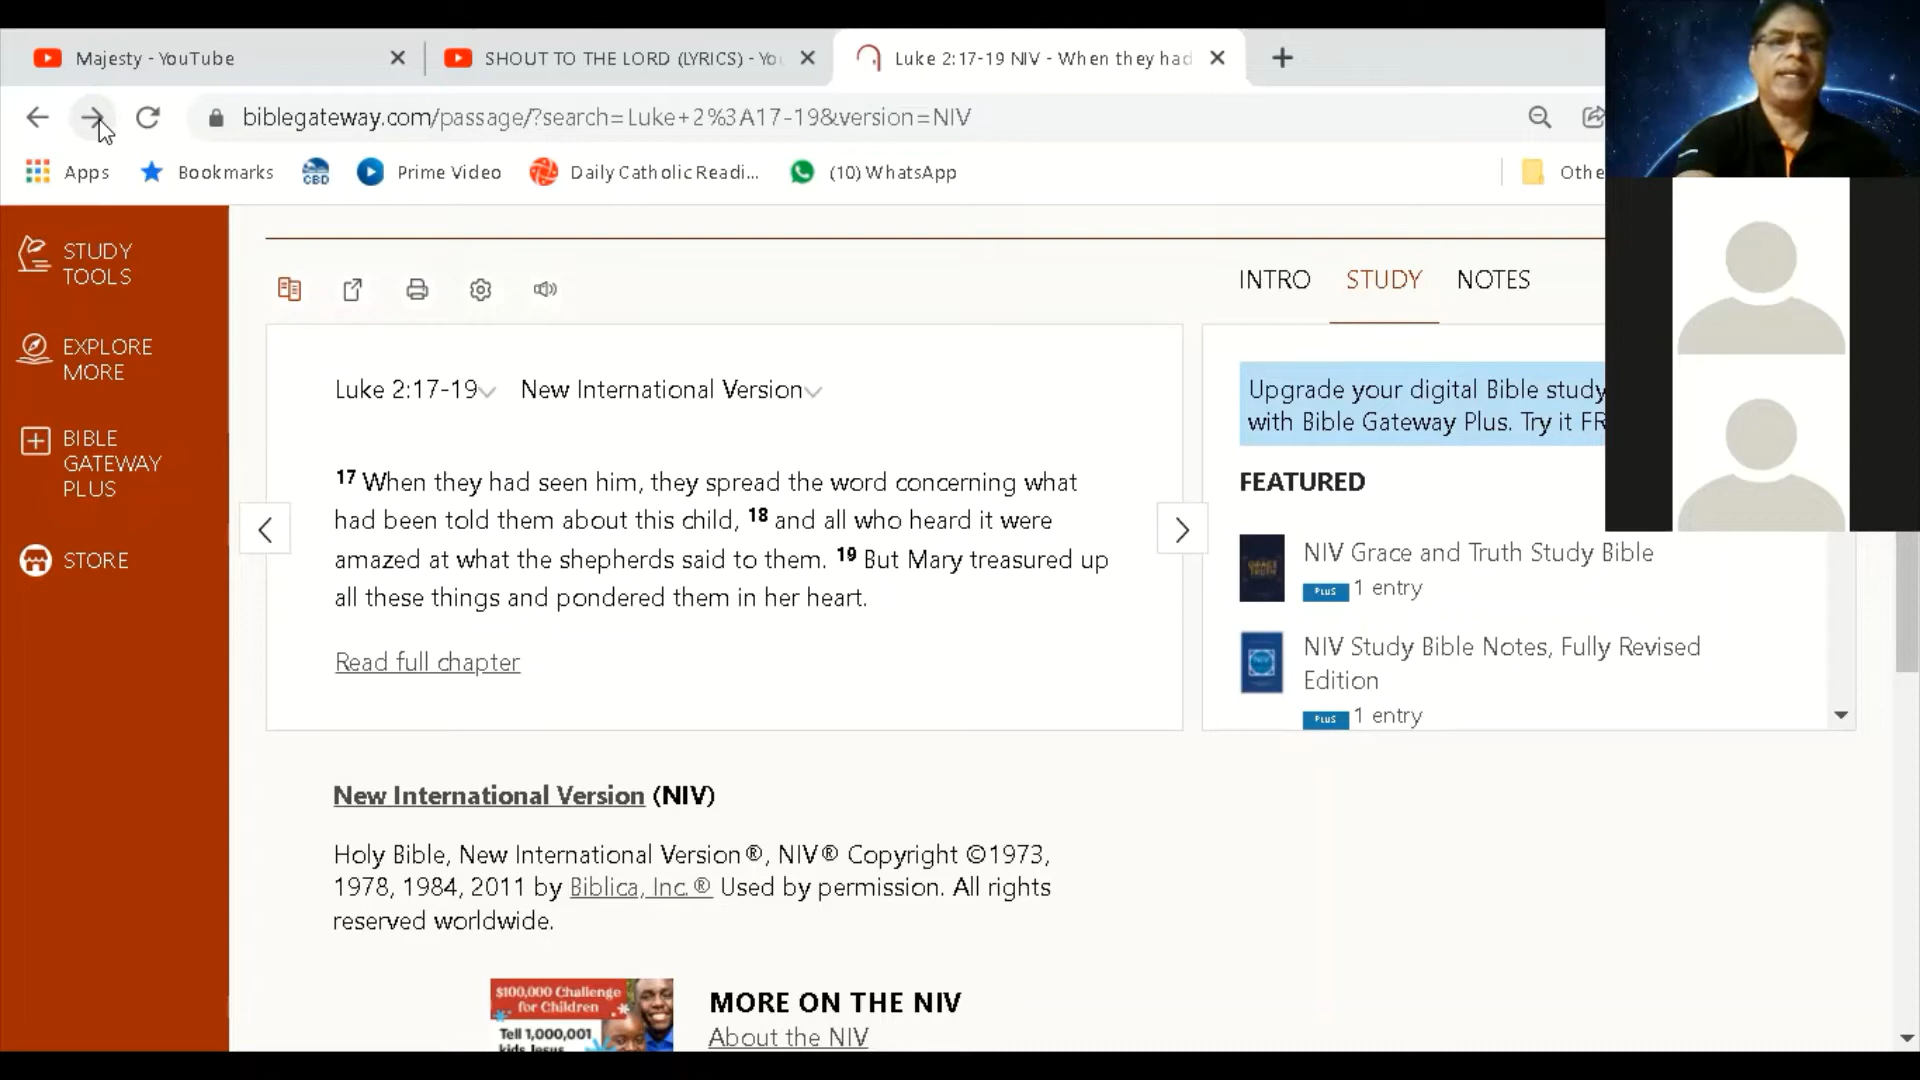 Majesty - YouTube
SHOUT TO THE LORD (LYRICS) - You
Luke 2:17-19 NIV - When they had
biblegateway.com/passage/?search=Luke+2%3A17-19&version=NIV
Apps
Bookmarks
CBD
Prime Video
Daily Catholic Readi...
(10) WhatsApp
Othe
STUDY
TOOLS
EXPLORE
MORE
BIBLE
GATEWAY
PLUS
STORE
INTRO STUDY NOTES
Luke 2:17-19 New International Version
17 When they had seen him, they spread the word concerning what
had been told them about this child, 18 and all who heard it were
amazed at what the shepherds said to them. 19 But Mary treasured up
all these things and pondered them in her heart.
Read full chapter
Upgrade your digital Bible study
with Bible Gateway Plus. Try it FR
FEATURED
NIV Grace and Truth Study Bible
PLUS 1 entry
NIV Study Bible Notes, Fully Revised
Edition
PLUS 1 entry
New International Version (NIV)
Holy Bible, New International Version®, NIV® Copyright ©1973,
1978, 1984, 2011 by Biblica, Inc.® Used by permission. All rights
reserved worldwide.
$100,000 Challenge
for Children
Tell 1,000,001
kids Jesus
MORE ON THE NIV
About the NIV